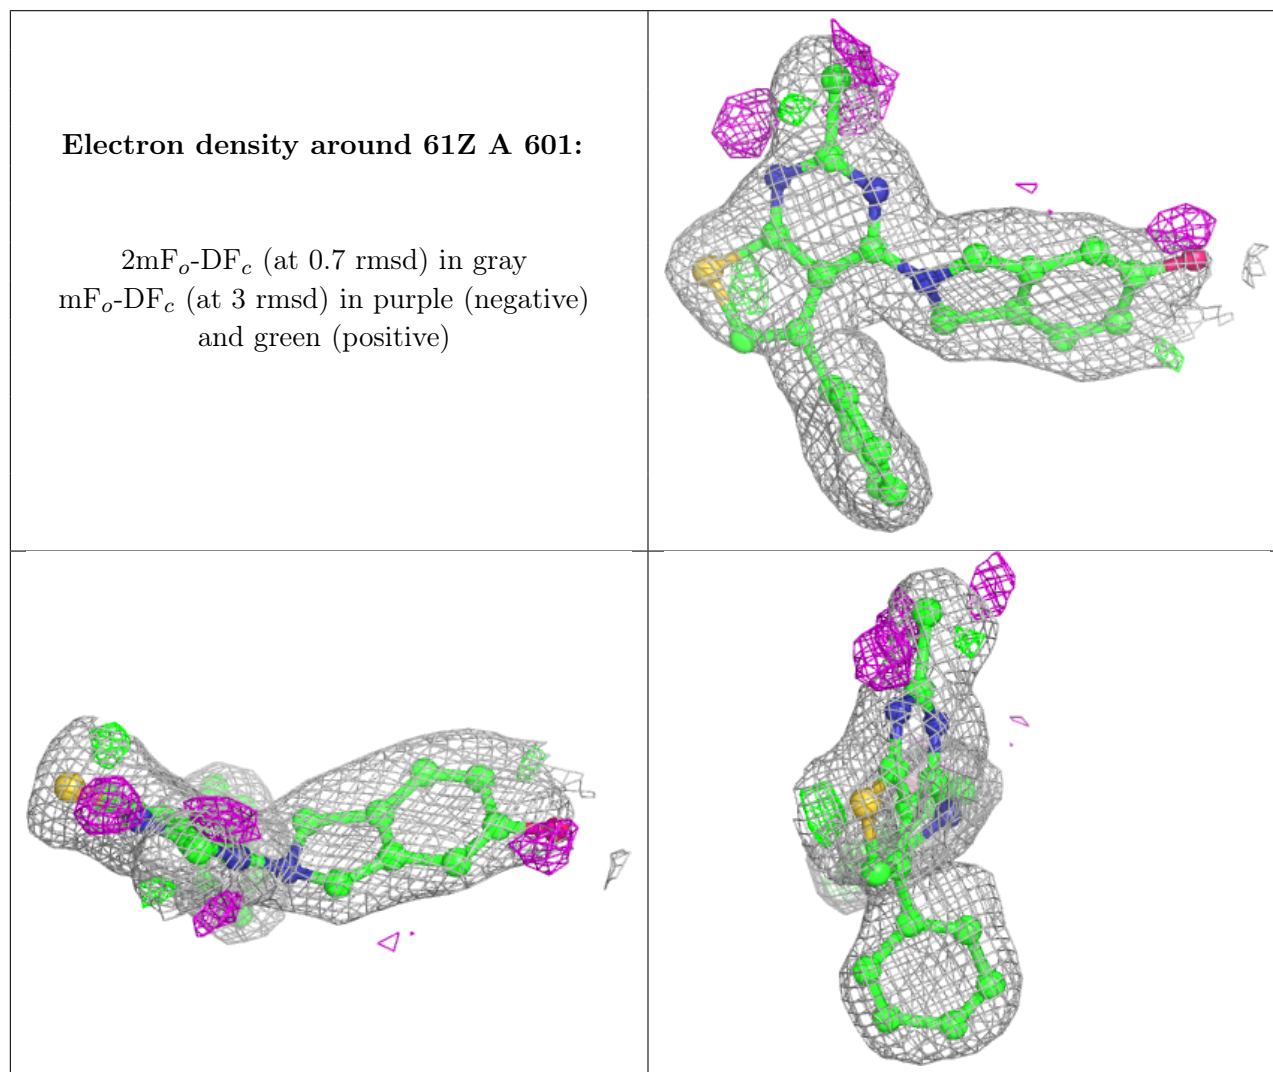 Electron density around 61Z A 601:
2mFo-DFc (at 0.7 rmsd) in gray
mFo-DFc (at 3 rmsd) in purple (negative)
and green (positive)